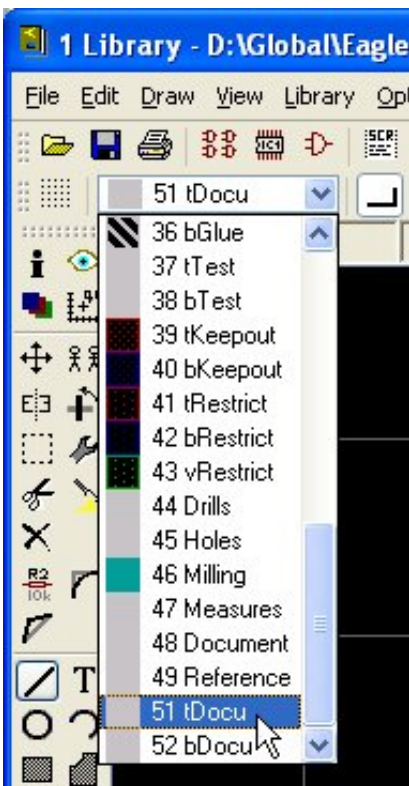 1 Library - D:\Global\Eagle
File Edit Draw View Library Opt
SCR
51 tDocu
36 bGlue
37 tTest
38 bTest
39 tKeepout
40 bKeepout
41 tRestrict
42 bRestrict
43 vRestrict
44 Drills
45 Holes
46 Milling
47 Measures
48 Document
49 Reference
51 tDocu
52 bDocu
R2
10k
T